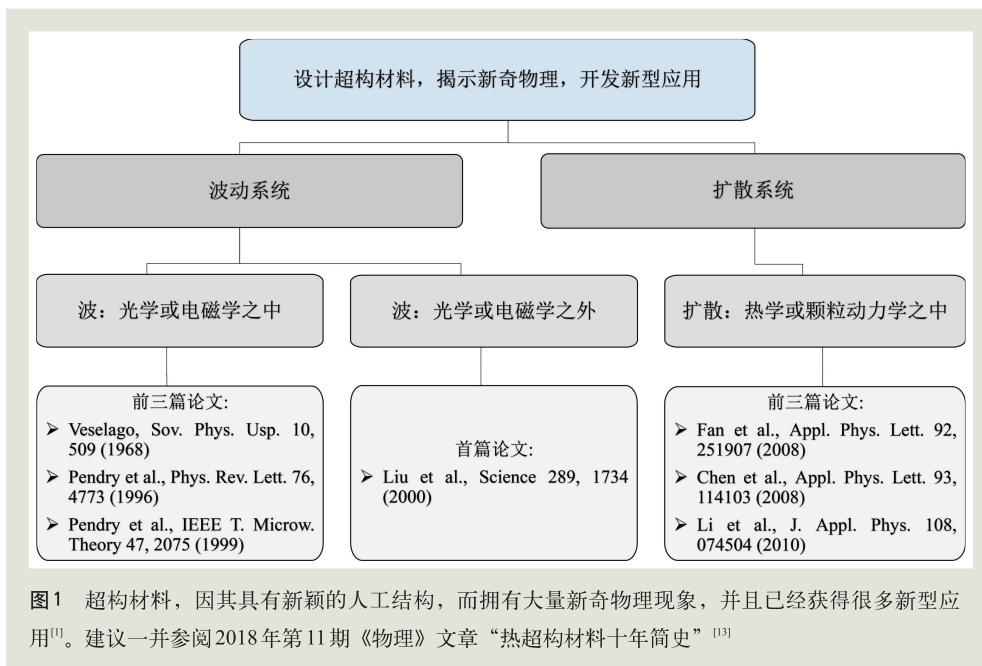 设计超构材料，揭示新奇物理，开发新型应用
波动系统
扩散系统
波：光学或电磁学之中
波：光学或电磁学之外
扩散：热学或颗粒动力学之中
前三篇论文:
➢ Veselago, Sov. Phys. Usp. 10,
509 (1968)
➢ Pendry et al., Phys. Rev. Lett. 76,
4773 (1996)
➢ Pendry et al., IEEE T. Microw.
Theory 47, 2075 (1999)
首篇论文:
➢ Liu et al., Science 289, 1734
(2000)
前三篇论文:
➢ Fan et al., Appl. Phys. Lett. 92,
251907 (2008)
➢ Chen et al., Appl. Phys. Lett. 93,
114103 (2008)
➢ Li et al., J. Appl. Phys. 108,
074504 (2010)
图1 超构材料，因其具有新颖的人工结构，而拥有大量新奇物理现象，并且已经获得很多新型应
用[1]。建议一并参阅2018年第11期《物理》文章“热超构材料十年简史”[13]